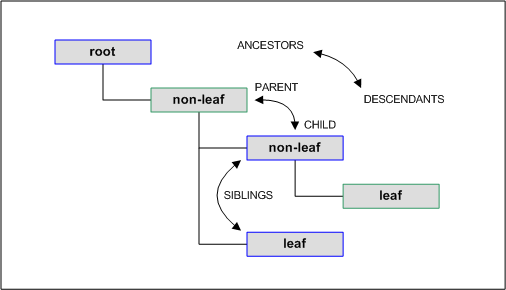 root
ANCESTORS
non-leaf
PARENT
DESCENDANTS
CHILD
non-leaf
SIBLINGS
leaf
leaf